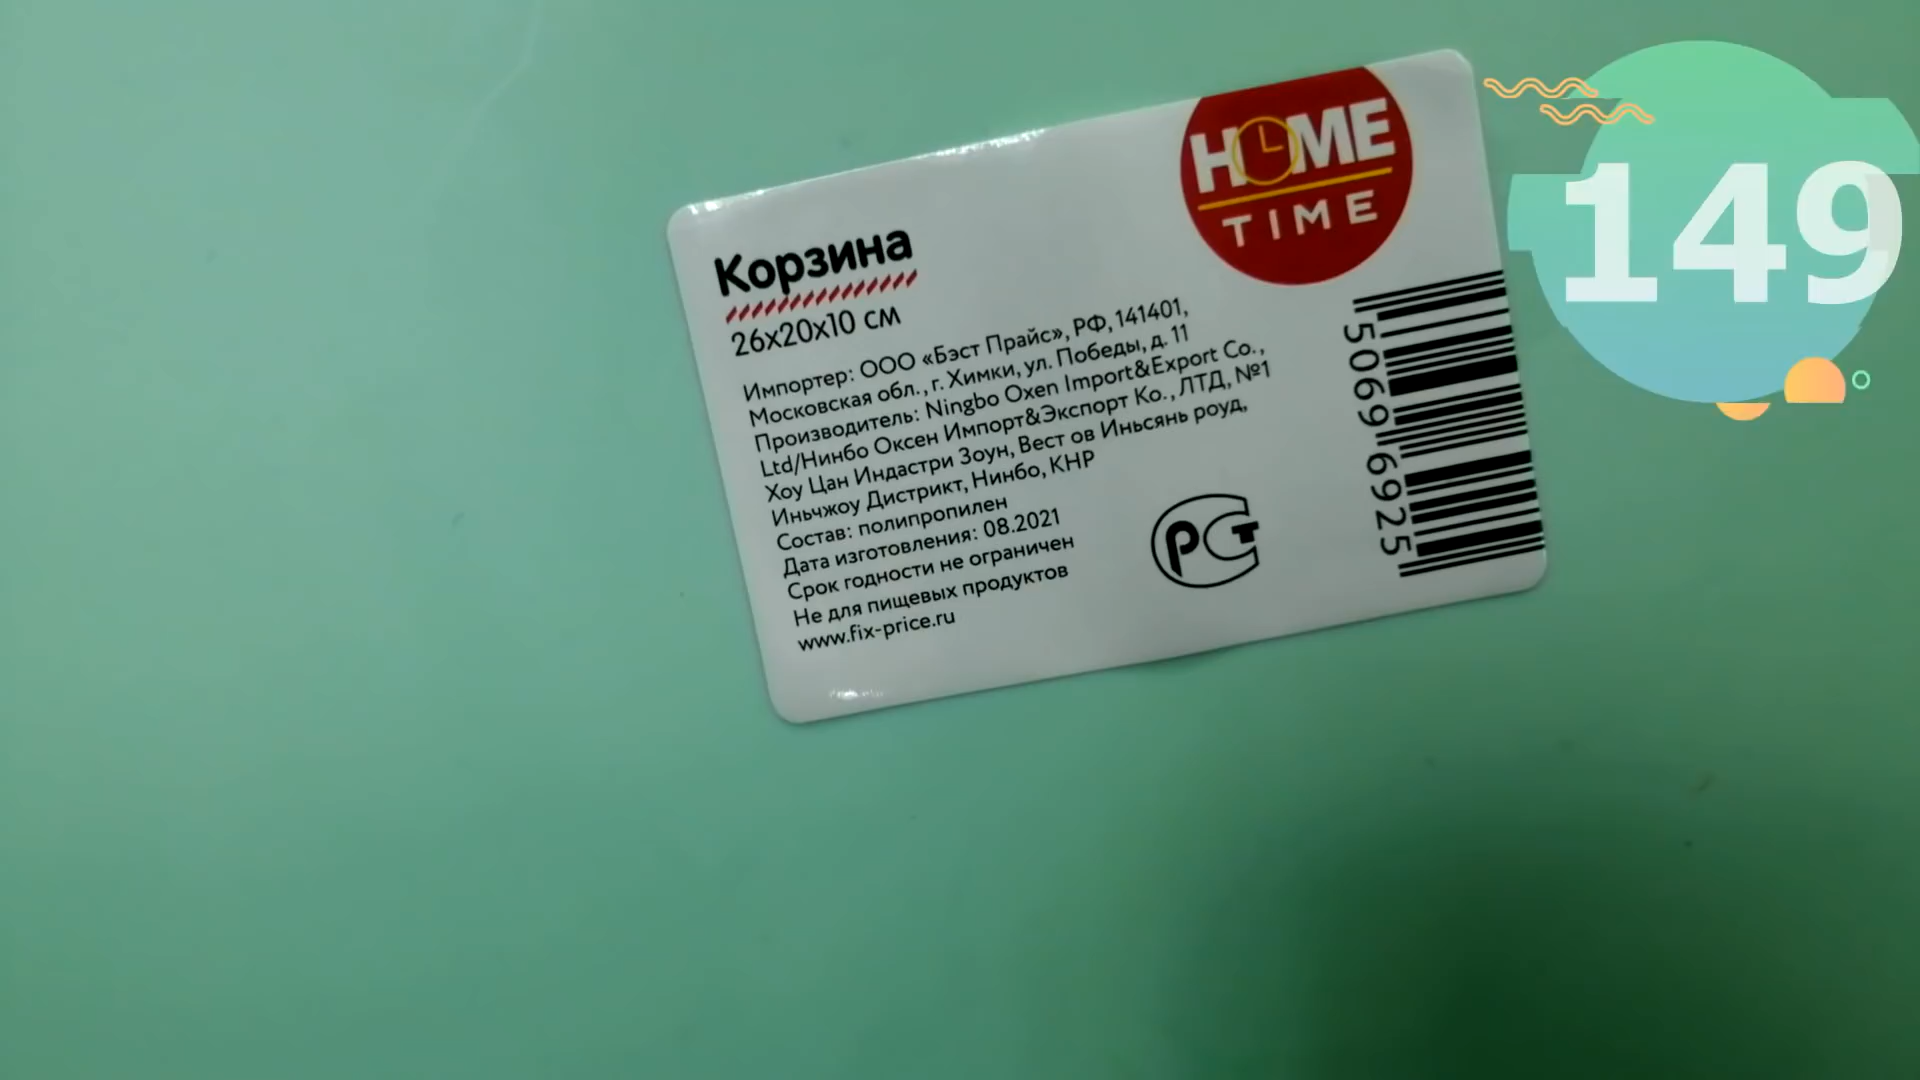 HOME
TIME
149
Корзина
26x20x10 см
Импортер: ООО «Бэст Прайс», РФ, 141401,
Московская обл., г. Химки, ул. Победы, д. 11
Производитель: Ningbo Oxen Import&Export Co.,
Ltd/Нинбо Оксен Импорт&Экспорт Ко., ЛТД, №1
Хоу Цан Индастри Зоун, Вест ов Иньсянь роуд,
Иньчжоу Дистрикт, Нинбо, КНР
Состав: полипропилен
Дата изготовления: 08.2021
Срок годности не ограничен
Не для пищевых продуктов
www.fix-price.ru
РСТ
5069 6925